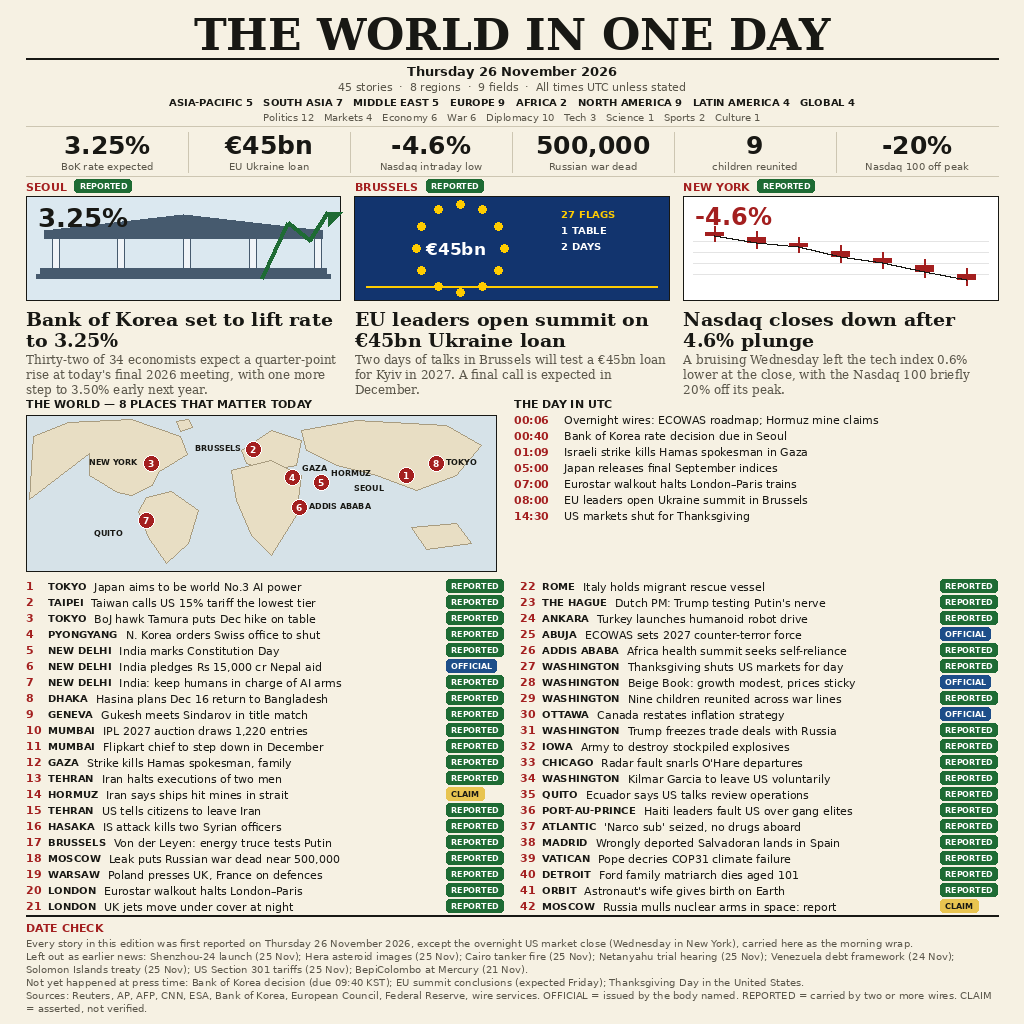 THE WORLD IN ONE DAY
Thursday 26 November 2026
45 stories · 8 regions · 9 fields · All times UTC unless stated
ASIA-PACIFIC 5 SOUTH ASIA 7 MIDDLE EAST 5 EUROPE 9 AFRICA 2 NORTH AMERICA 9 LATIN AMERICA 4 GLOBAL 4
Politics 12 Markets 4 Economy 6 War 6 Diplomacy 10 Tech 3 Science 1 Sports 2 Culture 1
3.25%
BoK rate expected
€45bn
EU Ukraine loan
-4.6%
Nasdaq intraday low
500,000
Russian war dead
9
children reunited
-20%
Nasdaq 100 off peak
SEOUL REPORTED
3.25%
Bank of Korea set to lift rate
to 3.25%
Thirty-two of 34 economists expect a quarter-point
rise at today's final 2026 meeting, with one more
step to 3.50% early next year.
BRUSSELS REPORTED
€45bn
27 FLAGS
1 TABLE
2 DAYS
EU leaders open summit on
€45bn Ukraine loan
Two days of talks in Brussels will test a €45bn loan
for Kyiv in 2027. A final call is expected in
December.
NEW YORK REPORTED
-4.6%
Nasdaq closes down after
4.6% plunge
A bruising Wednesday left the tech index 0.6%
lower at the close, with the Nasdaq 100 briefly
20% off its peak.
THE WORLD — 8 PLACES THAT MATTER TODAY
BRUSSELS 2
NEW YORK 3
GAZA
4
5 HORMUZ
SEOUL
1
8 TOKYO
6 ADDIS ABABA
7
QUITO
THE DAY IN UTC
00:06 Overnight wires: ECOWAS roadmap; Hormuz mine claims
00:40 Bank of Korea rate decision due in Seoul
01:09 Israeli strike kills Hamas spokesman in Gaza
05:00 Japan releases final September indices
07:00 Eurostar walkout halts London–Paris trains
08:00 EU leaders open Ukraine summit in Brussels
14:30 US markets shut for Thanksgiving
1 TOKYO Japan aims to be world No.3 AI power REPORTED
2 TAIPEI Taiwan calls US 15% tariff the lowest tier REPORTED
3 TOKYO BoJ hawk Tamura puts Dec hike on table REPORTED
4 PYONGYANG N. Korea orders Swiss office to shut REPORTED
5 NEW DELHI India marks Constitution Day REPORTED
6 NEW DELHI India pledges Rs 15,000 cr Nepal aid OFFICIAL
7 NEW DELHI India: keep humans in charge of AI arms REPORTED
8 DHAKA Hasina plans Dec 16 return to Bangladesh REPORTED
9 GENEVA Gukesh meets Sindarov in title match REPORTED
10 MUMBAI IPL 2027 auction draws 1,220 entries REPORTED
11 MUMBAI Flipkart chief to step down in December REPORTED
12 GAZA Strike kills Hamas spokesman, family REPORTED
13 TEHRAN Iran halts executions of two men REPORTED
14 HORMUZ Iran says ships hit mines in strait CLAIM
15 TEHRAN US tells citizens to leave Iran REPORTED
16 HASAKA IS attack kills two Syrian officers REPORTED
17 BRUSSELS Von der Leyen: energy truce tests Putin REPORTED
18 MOSCOW Leak puts Russian war dead near 500,000 REPORTED
19 WARSAW Poland presses UK, France on defences REPORTED
20 LONDON Eurostar walkout halts London–Paris REPORTED
21 LONDON UK jets move under cover at night REPORTED
22 ROME Italy holds migrant rescue vessel REPORTED
23 THE HAGUE Dutch PM: Trump testing Putin's nerve REPORTED
24 ANKARA Turkey launches humanoid robot drive REPORTED
25 ABUJA ECOWAS sets 2027 counter-terror force OFFICIAL
26 ADDIS ABABA Africa health summit seeks self-reliance REPORTED
27 WASHINGTON Thanksgiving shuts US markets for day REPORTED
28 WASHINGTON Beige Book: growth modest, prices sticky OFFICIAL
29 WASHINGTON Nine children reunited across war lines REPORTED
30 OTTAWA Canada restates inflation strategy OFFICIAL
31 WASHINGTON Trump freezes trade deals with Russia REPORTED
32 IOWA Army to destroy stockpiled explosives REPORTED
33 CHICAGO Radar fault snarls O'Hare departures REPORTED
34 WASHINGTON Kilmar Garcia to leave US voluntarily REPORTED
35 QUITO Ecuador says US talks review operations REPORTED
36 PORT-AU-PRINCE Haiti leaders fault US over gang elites REPORTED
37 ATLANTIC 'Narco sub' seized, no drugs aboard REPORTED
38 MADRID Wrongly deported Salvadoran lands in Spain REPORTED
39 VATICAN Pope decries COP31 climate failure REPORTED
40 DETROIT Ford family matriarch dies aged 101 REPORTED
41 ORBIT Astronaut's wife gives birth on Earth REPORTED
42 MOSCOW Russia mulls nuclear arms in space: report CLAIM
DATE CHECK
Every story in this edition was first reported on Thursday 26 November 2026, except the overnight US market close (Wednesday in New York), carried here as the morning wrap.
Left out as earlier news: Shenzhou-24 launch (25 Nov); Hera asteroid images (25 Nov); Cairo tanker fire (25 Nov); Netanyahu trial hearing (25 Nov); Venezuela debt framework (24 Nov);
Solomon Islands treaty (25 Nov); US Section 301 tariffs (25 Nov); BepiColombo at Mercury (21 Nov).
Not yet happened at press time: Bank of Korea decision (due 09:40 KST); EU summit conclusions (expected Friday); Thanksgiving Day in the United States.
Sources: Reuters, AP, AFP, CNN, ESA, Bank of Korea, European Council, Federal Reserve, wire services. OFFICIAL = issued by the body named. REPORTED = carried by two or more wires. CLAIM
= asserted, not verified.